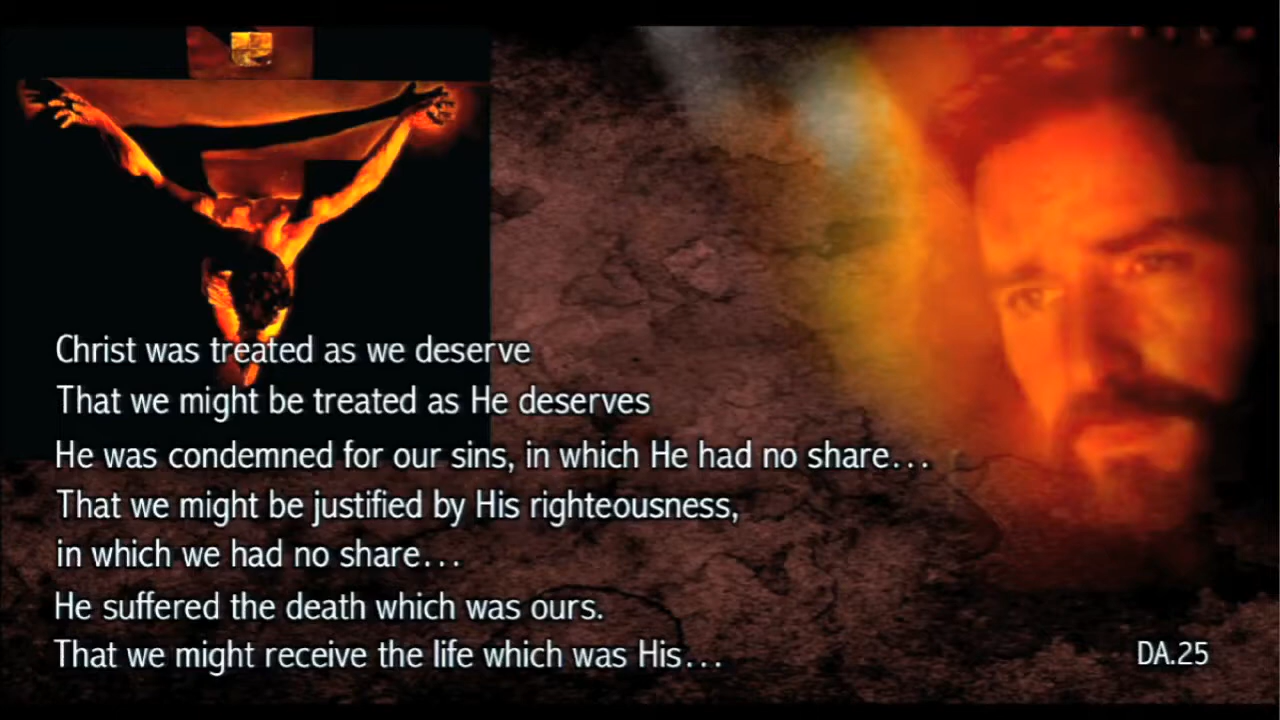 Christ was treated as we deserve
That we might be treated as He deserves
He was condemned for our sins, in which He had no share...
That we might be justified by His righteousness,
in which we had no share...
He suffered the death which was ours.
That we might receive the life which was His...
DA.25